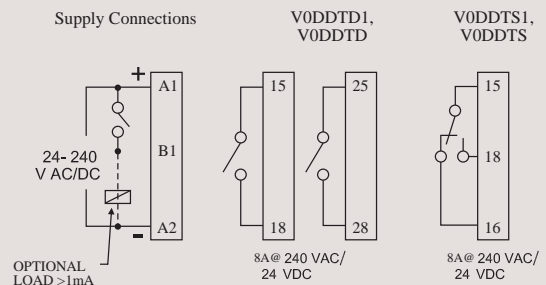 Supply Connections
V0DDTD1,
V0DDTD
V0DDTS1,
V0DDTS
+
A1
B1
A2
-
24-240
V AC/DC
OPTIONAL
LOAD >1mA
15
18
25
28
8A@ 240 VAC/
24 VDC
15
18
16
8A@ 240 VAC/
24 VDC